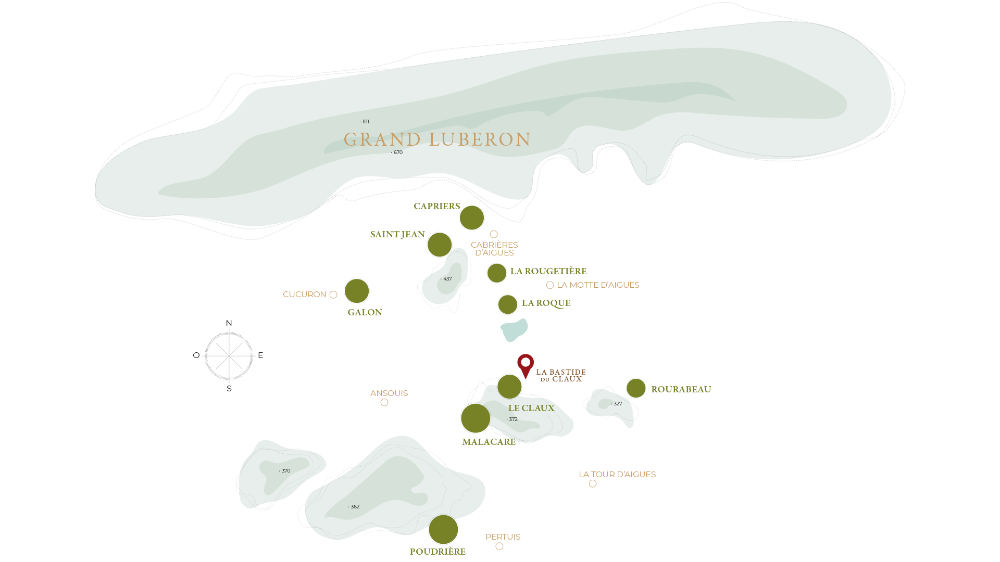 · 1111
GRAND LUBERON
· 670
CAPRIERS
SAINT JEAN
CABRIÈRES
D'AIGUES
LA ROUGETIÈRE
· 437
LA MOTTE D'AIGUES
CUCURON
LA ROQUE
GALON
N
O
E
S
LA BASTIDE
DU CLAUX
ROURABEAU
ANSOUIS
· 327
LE CLAUX
· 372
MALACARE
· 370
LA TOUR D'AIGUES
· 362
PERTUIS
POUDRIÈRE